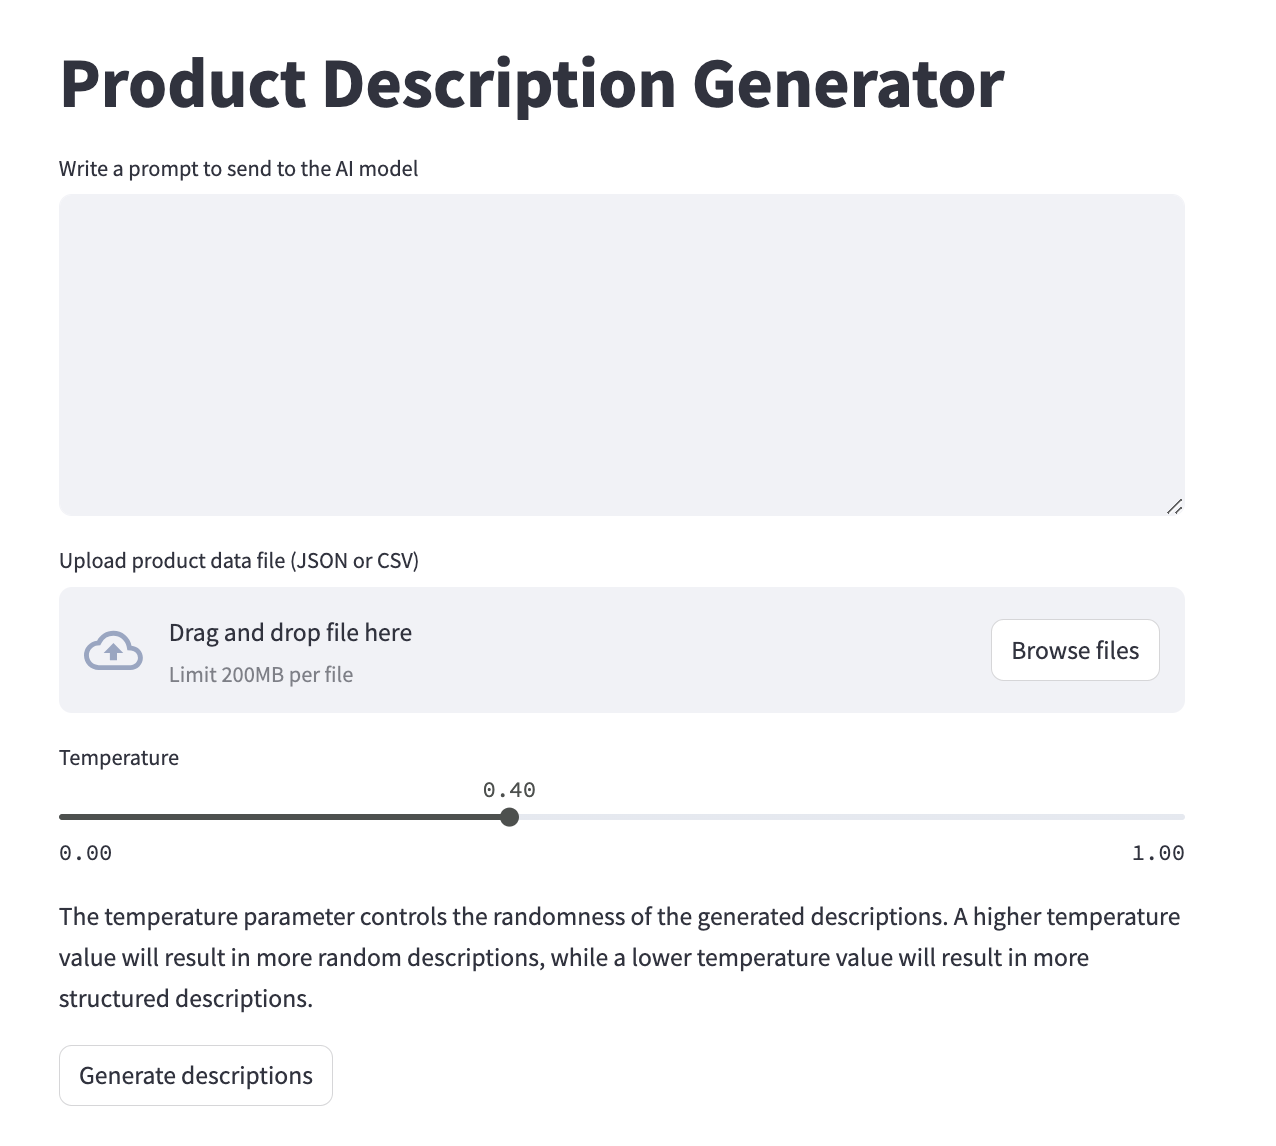 Product Description Generator
Write a prompt to send to the AI model
Upload product data file (JSON or CSV)
Drag and drop file here
Limit 200MB per file
Browse files
Temperature
0.40
0.00
1.00
The temperature parameter controls the randomness of the generated descriptions. A higher temperature
value will result in more random descriptions, while a lower temperature value will result in more
structured descriptions.
Generate descriptions